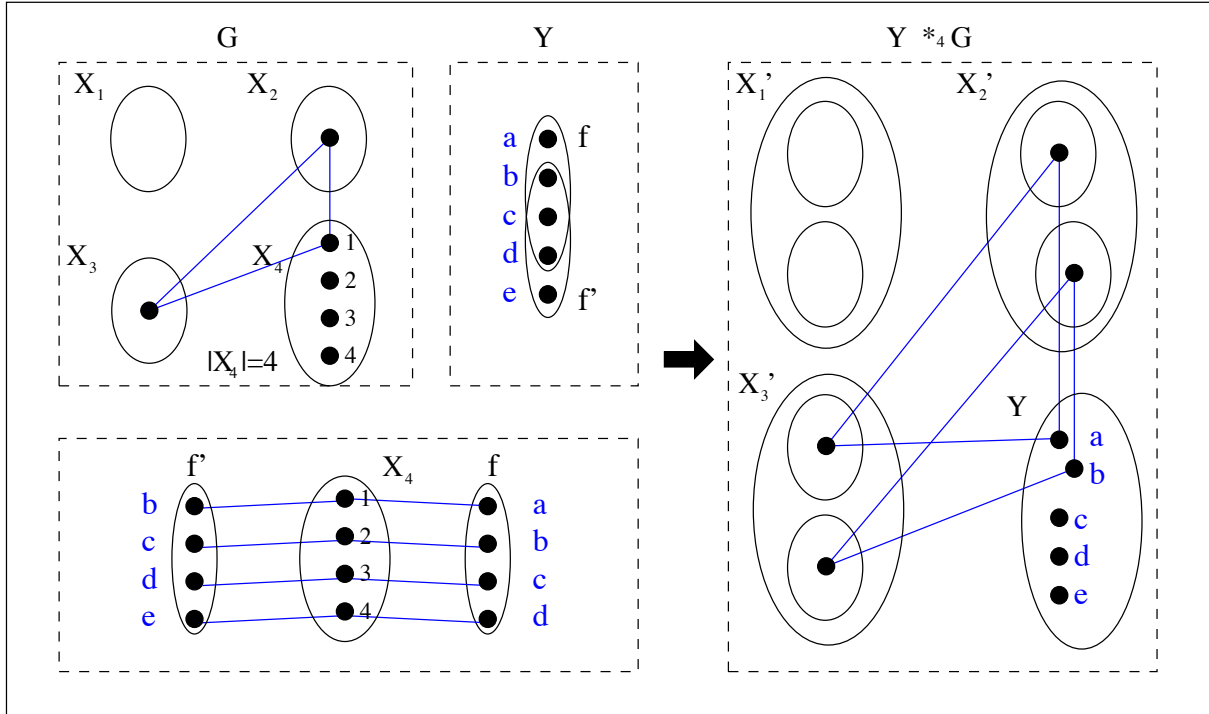 G
X₁ X₂
X₃ X₄
1
2
3
4
|X₄|=4
Y
a f
b
c
d
e f'
f' X₄ f
b 1 a
c 2 b
d 3 c
e 4 d
Y *₄ G
X₁' X₂'
X₃' Y
a
b
c
d
e